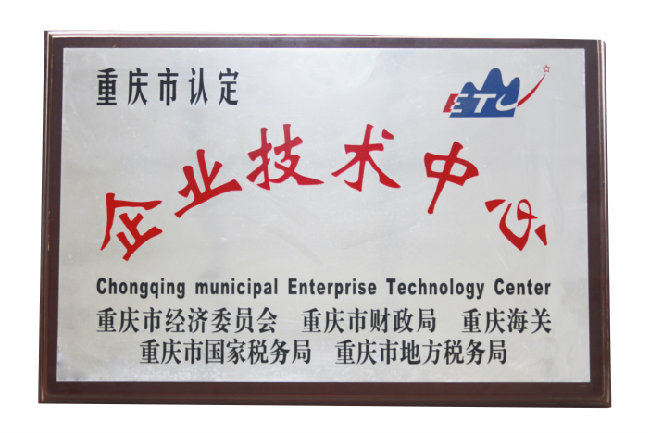 重庆市认定
ETC
企业技术中心
Chongqing municipal Enterprise Technology Center
重庆市经济委员会 重庆市财政局 重庆海关
重庆市国家税务局 重庆市地方税务局